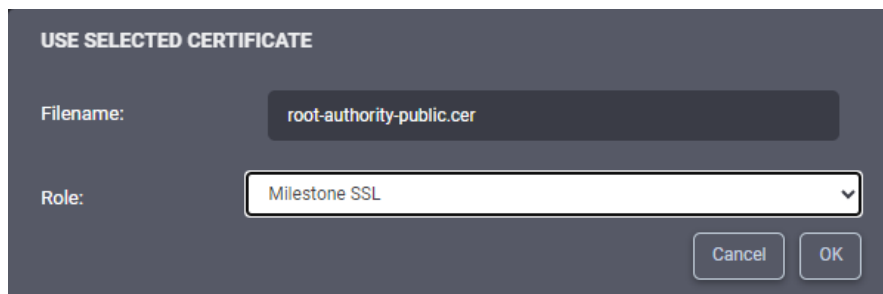 USE SELECTED CERTIFICATE
Filename: root-authority-public.cer
Role: Milestone SSL
Cancel OK